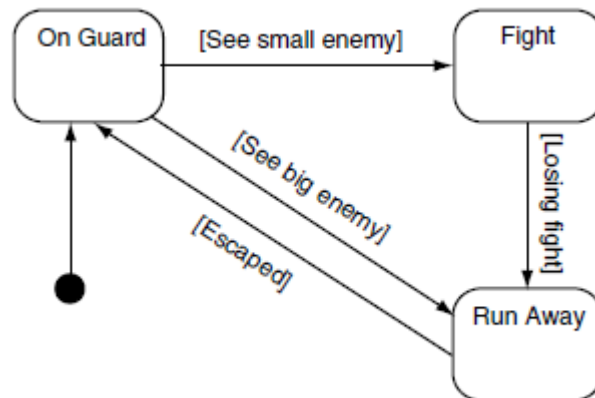 On Guard
[See small enemy]
Fight
[See big enemy]
[Losing fight]
[Escaped]
Run Away